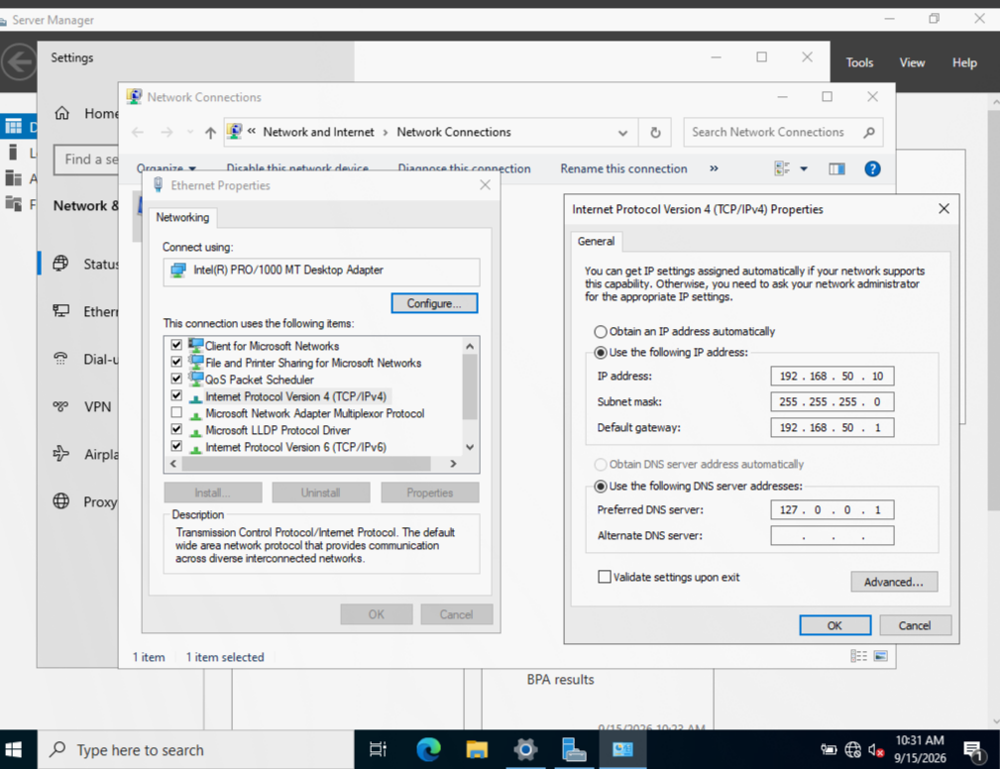 Server Manager
Tools View Help
Settings
Home
Find a se
Network &
Status
Ethern
Dial-u
VPN
Airpla
Proxy
Network Connections
« Network and Internet › Network Connections
Search Network Connections
Organize Disable this network device Diagnose this connection Rename this connection »
Ethernet Properties
Networking
Connect using:
Intel(R) PRO/1000 MT Desktop Adapter
Configure...
This connection uses the following items:
Client for Microsoft Networks
File and Printer Sharing for Microsoft Networks
QoS Packet Scheduler
Internet Protocol Version 4 (TCP/IPv4)
Microsoft Network Adapter Multiplexor Protocol
Microsoft LLDP Protocol Driver
Internet Protocol Version 6 (TCP/IPv6)
Install... Uninstall Properties
Description
Transmission Control Protocol/Internet Protocol. The default
wide area network protocol that provides communication
across diverse interconnected networks.
OK Cancel
1 item 1 item selected
Internet Protocol Version 4 (TCP/IPv4) Properties
General
You can get IP settings assigned automatically if your network supports
this capability. Otherwise, you need to ask your network administrator
for the appropriate IP settings.
Obtain an IP address automatically
Use the following IP address:
IP address: 192 . 168 . 50 . 10
Subnet mask: 255 . 255 . 255 . 0
Default gateway: 192 . 168 . 50 . 1
Obtain DNS server address automatically
Use the following DNS server addresses:
Preferred DNS server: 127 . 0 . 0 . 1
Alternate DNS server: . . .
Validate settings upon exit
Advanced...
OK Cancel
BPA results
9/15/2026 10:23 AM
Type here to search
10:31 AM
9/15/2026
1